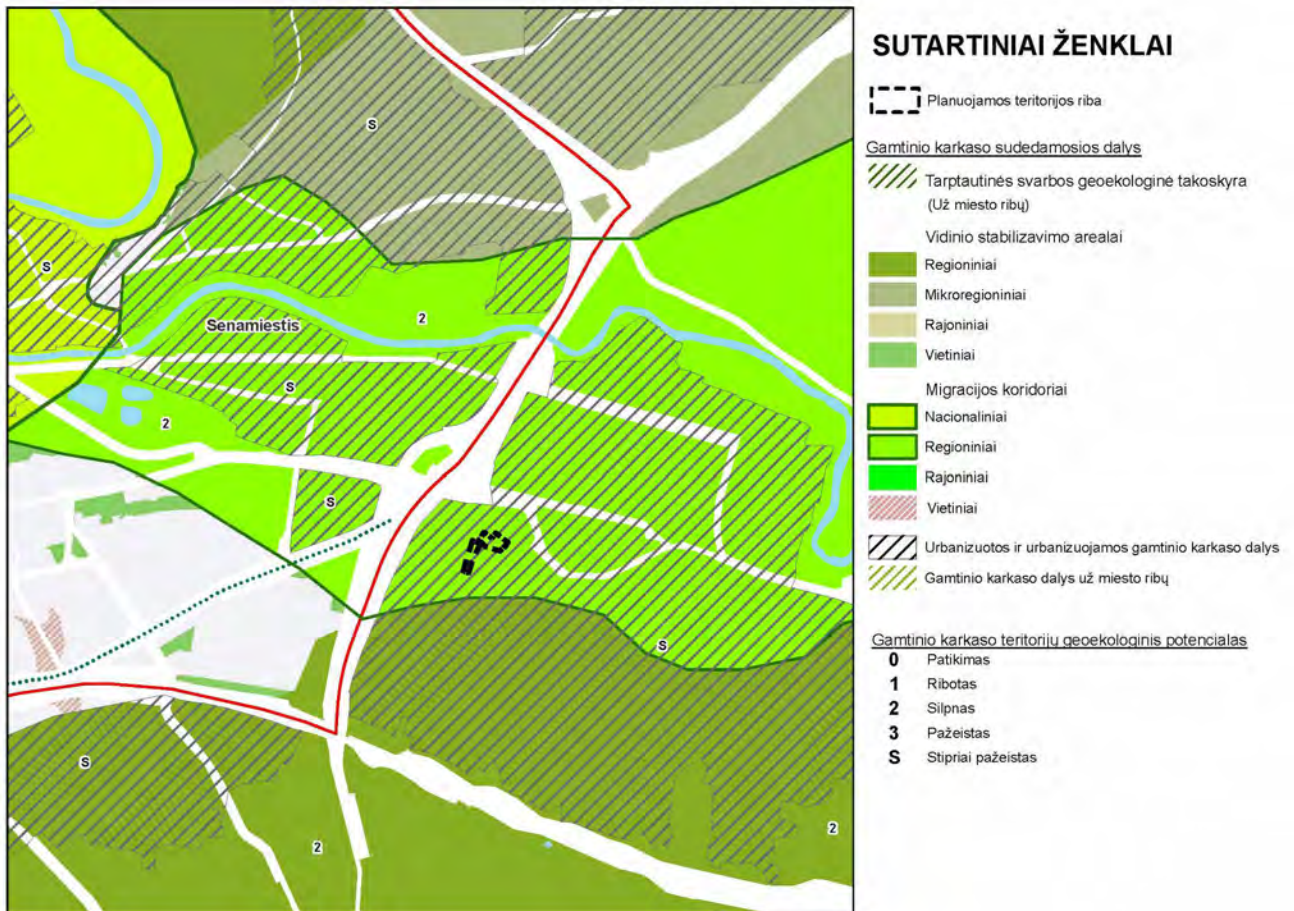 SUTARTINIAI ŽENKLAI
Planuojamos teritorijos riba
Gamtinio karkaso sudedamosios dalys
Tarptautinės svarbos geoekologinė takoskyra
(Už miesto ribų)
Vidinio stabilizavimo arealai
Regioniniai
Mikroregioniniai
Rajoniniai
Vietiniai
Migracijos koridoriai
Nacionaliniai
Regioniniai
Rajoniniai
Vietiniai
Urbanizuotos ir urbanizuojamos gamtinio karkaso dalys
Gamtinio karkaso dalys už miesto ribų
Gamtinio karkaso teritorijų geoekologinis potencialas
0 Patikimas
1 Ribotas
2 Silpnas
3 Pažeistas
S Stipriai pažeistas
S
S
2
Senamiestis
S
2
S
S
S
2
2